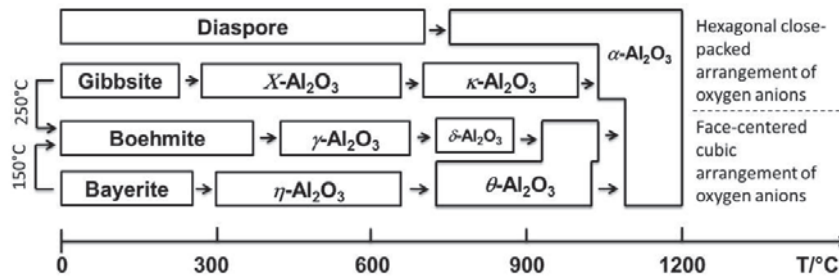 Diaspore
α-Al₂O₃
Hexagonal close-
packed
arrangement of
oxygen anions
250°C
Gibbsite
X-Al₂O₃
κ-Al₂O₃
Boehmite
γ-Al₂O₃
δ-Al₂O₃
Face-centered
cubic
arrangement of
oxygen anions
150°C
Bayerite
η-Al₂O₃
θ-Al₂O₃
0 300 600 900 1200 T/°C